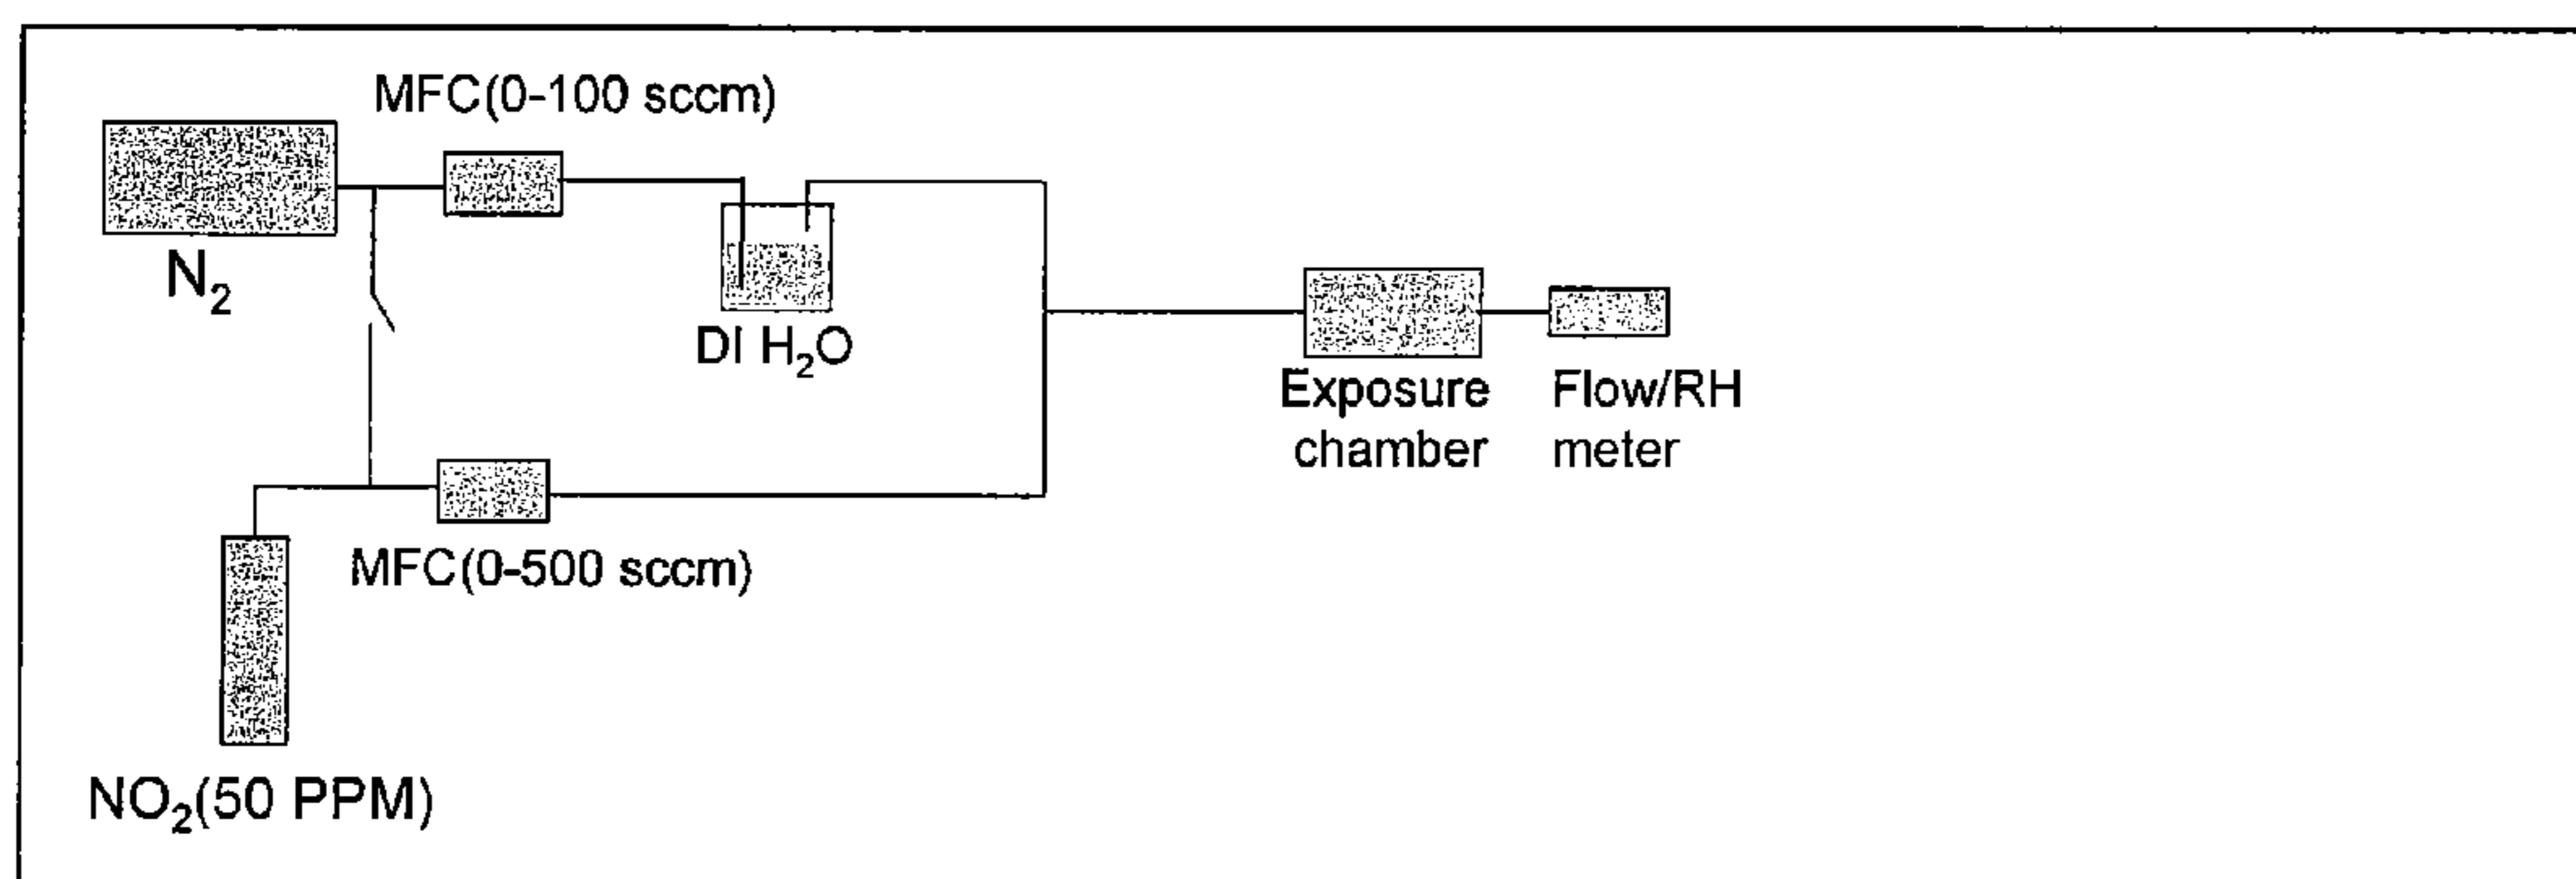 MFC(0-100 sccm)
N₂
DI H₂O
Exposure chamber
Flow/RH meter
MFC(0-500 sccm)
NO₂(50 PPM)